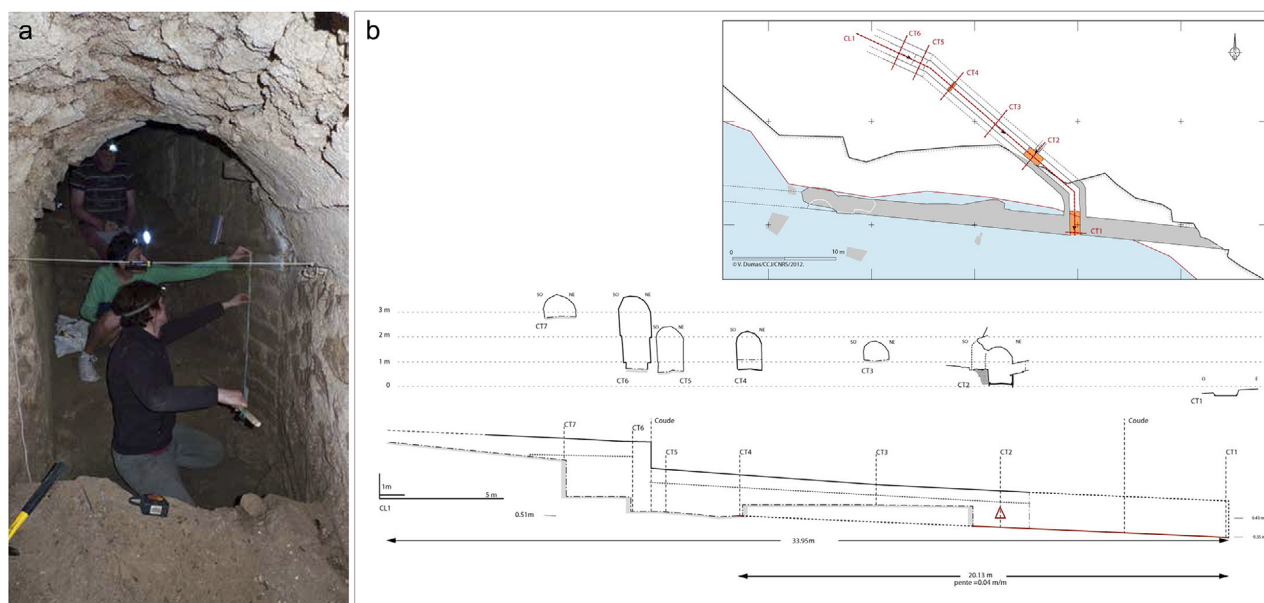 a
b
CL1
CT6
CT5
CT4
CT3
CT2
CT1
0
10 m
© V. Dumas/CCJ/CNRS/2012.
3 m
2 m
1 m
0
SO NE
CT7
SO NE
CT6
SO NE
CT5
SO NE
CT4
SO NE
CT3
SO NE
CT2
O E
CT1
CT7
CT6
Coude
CT5
CT4
CT3
CT2
Coude
CT1
1m
5 m
CL1
0.51m
33.95m
20.13 m
pente =0.04 m/m